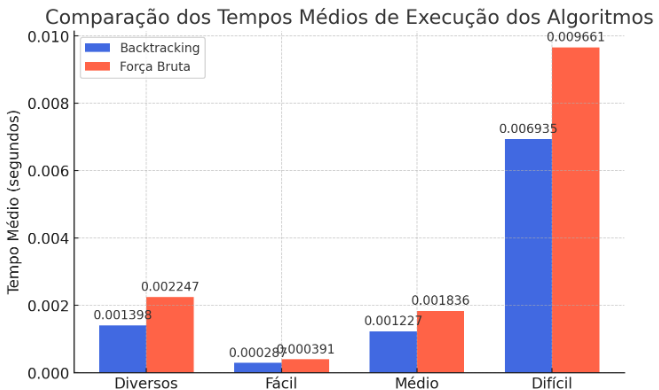 Comparação dos Tempos Médios de Execução dos Algoritmos
Backtracking
Força Bruta
Tempo Médio (segundos)
0.010
0.008
0.006
0.004
0.002
0.000
0.001398
0.002247
0.000287
0.000391
0.001227
0.001836
0.006935
0.009661
Diversos
Fácil
Médio
Difícil